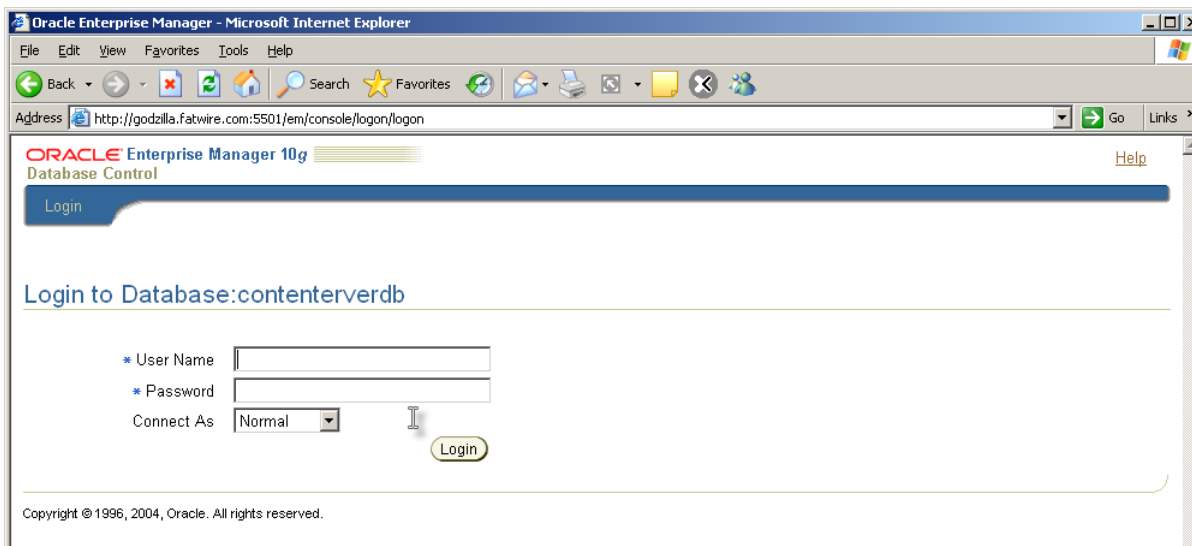 Oracle Enterprise Manager - Microsoft Internet Explorer
File Edit View Favorites Tools Help
Back Search Favorites
Address http://godzilla.fatwire.com:5501/em/console/logon/logon Go Links
ORACLE Enterprise Manager 10g
Help
Database Control
Login
Login to Database:contenterverdb
* User Name
* Password
Connect As Normal
Login
Copyright © 1996, 2004, Oracle. All rights reserved.